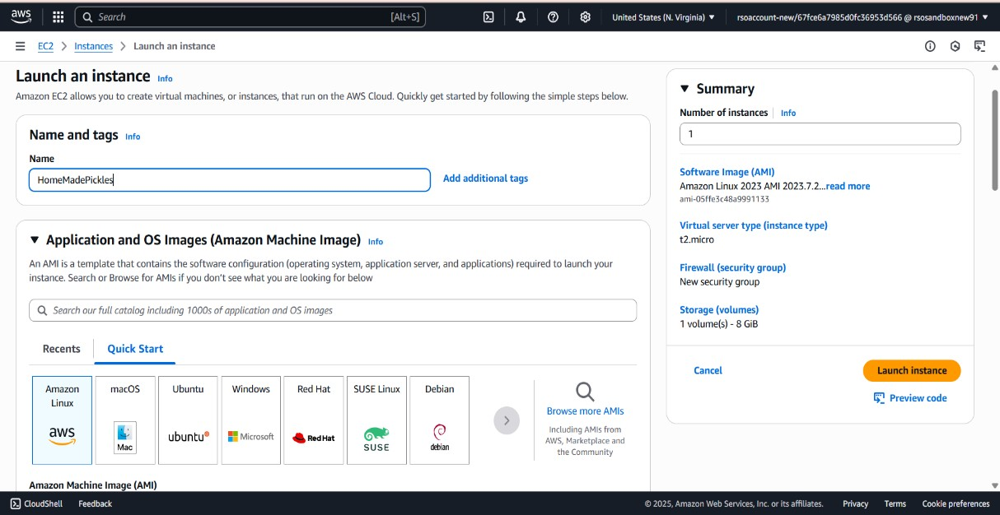 aws
Search
[Alt+S]
United States (N. Virginia)
rsoaccount-new/67fce6a7985d0fc36953d566 @ rsosandboxnew91
EC2
Instances
Launch an instance
Launch an instance Info
Amazon EC2 allows you to create virtual machines, or instances, that run on the AWS Cloud. Quickly get started by following the simple steps below.
Name and tags Info
Name
HomeMadePickles
Add additional tags
Application and OS Images (Amazon Machine Image) Info
An AMI is a template that contains the software configuration (operating system, application server, and applications) required to launch your
instance. Search or Browse for AMIs if you don't see what you are looking for below
Search our full catalog including 1000s of application and OS images
Recents
Quick Start
Amazon
Linux
aws
macOS
Mac
Ubuntu
ubuntu
Windows
Microsoft
Red Hat
Red Hat
SUSE Linux
SUSE
Debian
debian
Browse more AMIs
Including AMIs from
AWS, Marketplace and
the Community
Amazon Machine Image (AMI)
Summary
Number of instances Info
1
Software Image (AMI)
Amazon Linux 2023 AMI 2023.7.2...read more
ami-05ffe3c48a9991133
Virtual server type (instance type)
t2.micro
Firewall (security group)
New security group
Storage (volumes)
1 volume(s) - 8 GiB
Cancel
Launch instance
Preview code
CloudShell
Feedback
© 2025, Amazon Web Services, Inc. or its affiliates.
Privacy
Terms
Cookie preferences